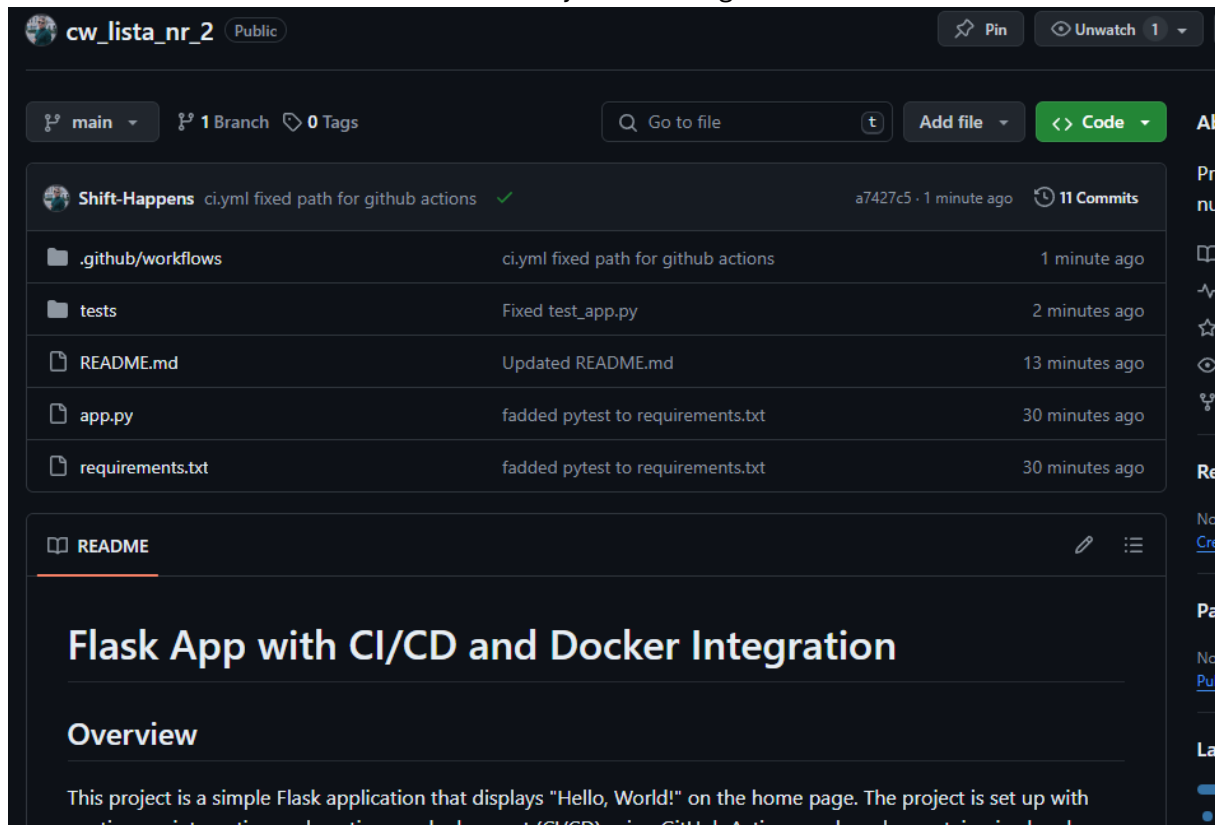 cw_lista_nr_2 Public Pin Unwatch 1
main 1 Branch 0 Tags Go to file t Add file Code
Shift-Happens ci.yml fixed path for github actions a7427c5 · 1 minute ago 11 Commits
.github/workflows ci.yml fixed path for github actions 1 minute ago
tests Fixed test_app.py 2 minutes ago
README.md Updated README.md 13 minutes ago
app.py fadded pytest to requirements.txt 30 minutes ago
requirements.txt fadded pytest to requirements.txt 30 minutes ago
README
Flask App with CI/CD and Docker Integration
Overview
This project is a simple Flask application that displays "Hello, World!" on the home page. The project is set up with